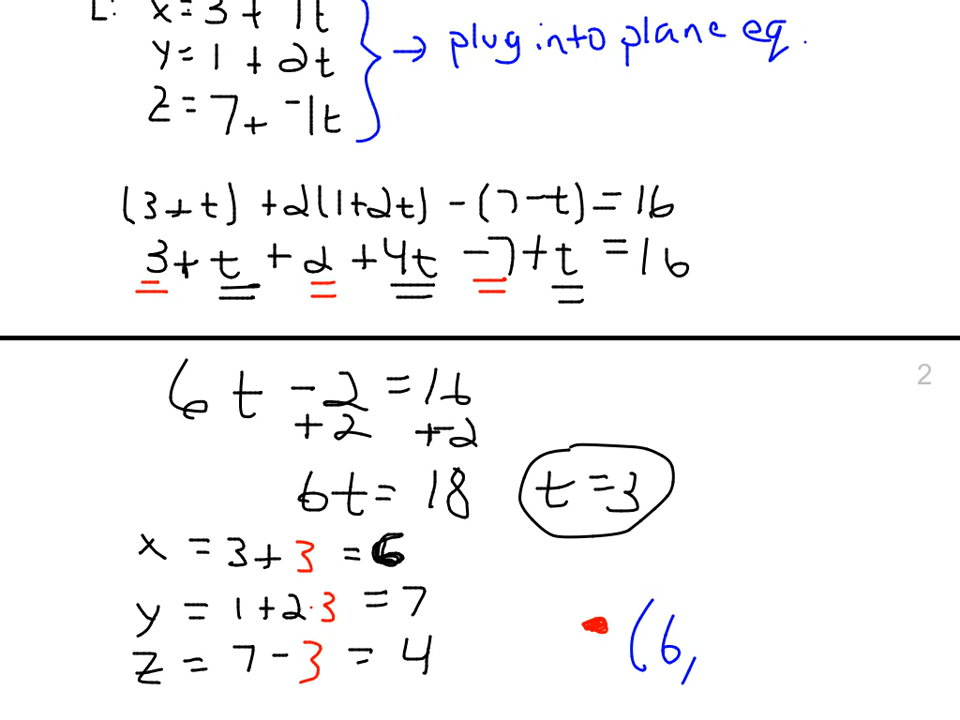 L: x = 3 + 1t
y = 1 + 2t
z = 7 + -1t
→ plug into plane eq.
(3+t) +2(1+2t) -(7-t) = 16
3 + t + 2 + 4t -7 + t = 16
2
6t - 2 = 16
+2 +2
6t = 18
t = 3
x = 3 + 3 = 6
y = 1 + 2·3 = 7
z = 7 - 3 = 4
(6,